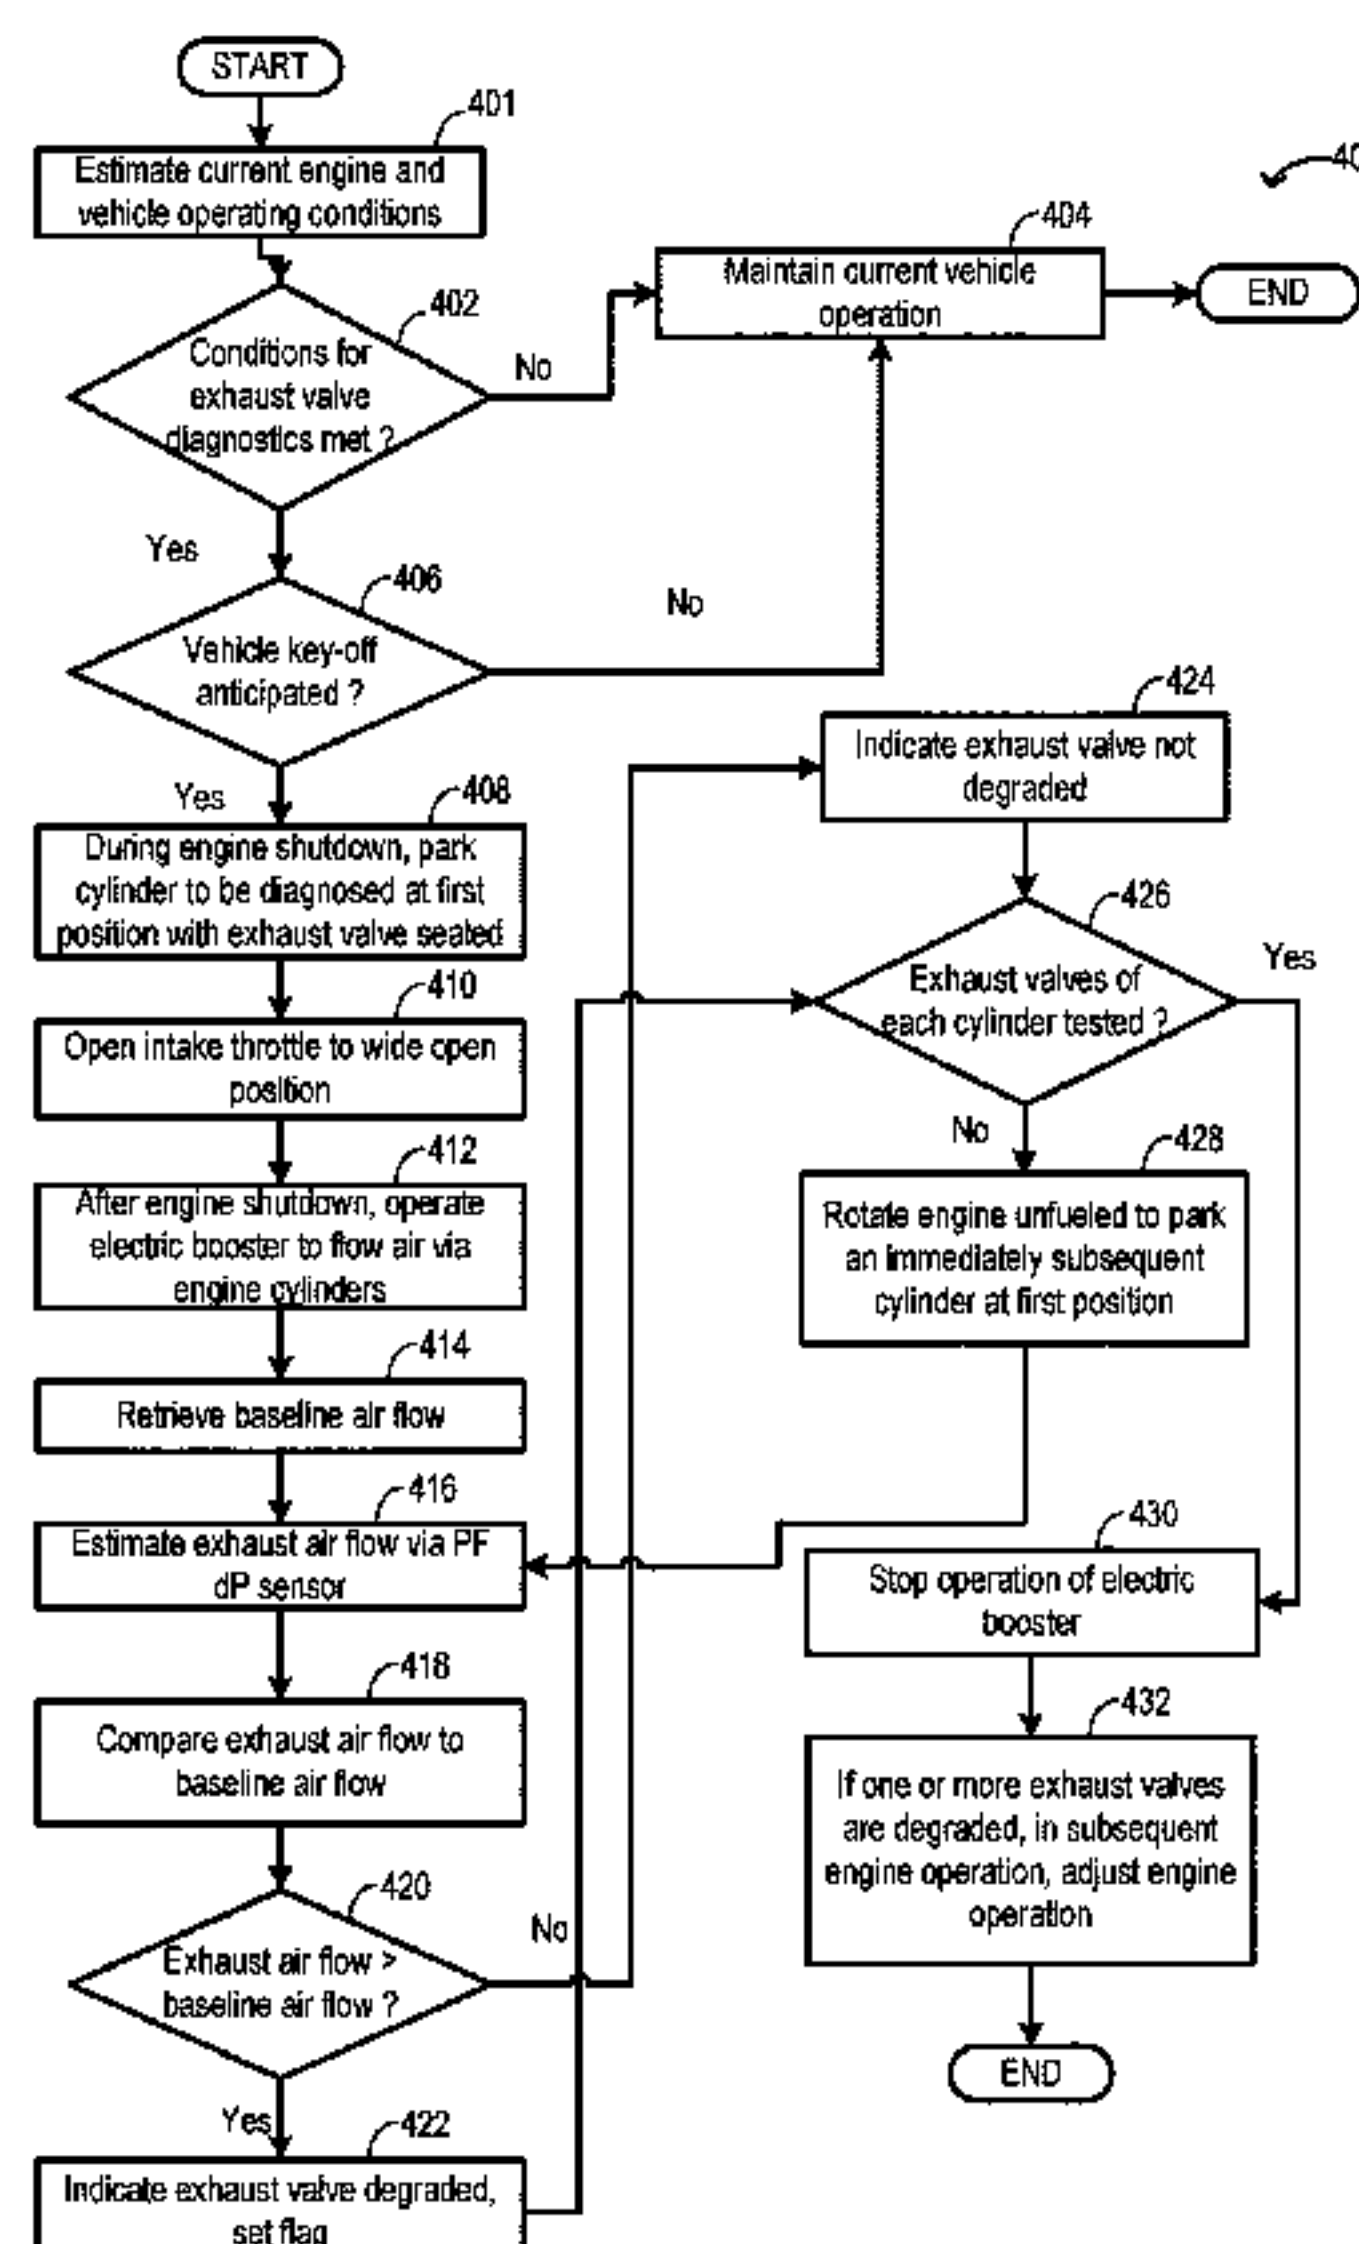 START
401
Estimate current engine and
vehicle operating conditions
40
404
Maintain current vehicle
operation
END
402
Conditions for
exhaust valve
diagnostics met ?
No
Yes
406
Vehicle key-off
anticipated ?
No
Yes
408
During engine shutdown, park
cylinder to be diagnosed at first
position with exhaust valve seated
410
Open intake throttle to wide open
position
412
After engine shutdown, operate
electric booster to flow air via
engine cylinders
414
Retrieve baseline air flow
416
Estimate exhaust air flow via PF
dP sensor
418
Compare exhaust air flow to
baseline air flow
420
Exhaust air flow >
baseline air flow ?
No
Yes
422
Indicate exhaust valve degraded,
set flag
424
Indicate exhaust valve not
degraded
426
Exhaust valves of
each cylinder tested ?
Yes
No
428
Rotate engine unfueled to park
an immediately subsequent
cylinder at first position
430
Stop operation of electric
booster
432
If one or more exhaust valves
are degraded, in subsequent
engine operation, adjust engine
operation
END